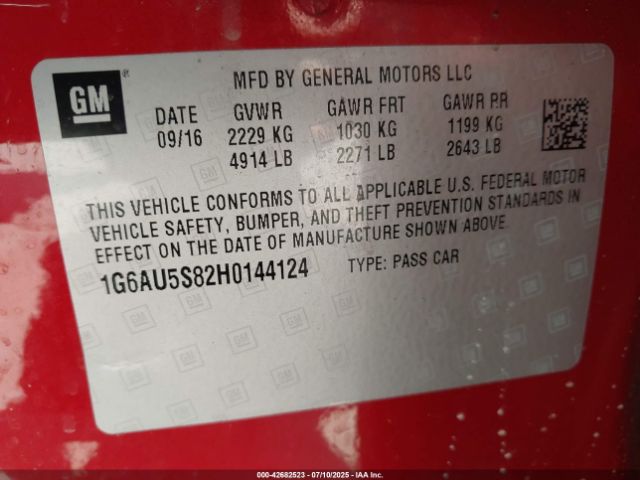 GM ®
MFD BY GENERAL MOTORS LLC
DATE GVWR GAWR FRT GAWR RR
09/16 2229 KG 1030 KG 1199 KG
4914 LB 2271 LB 2643 LB
THIS VEHICLE CONFORMS TO ALL APPLICABLE U.S. FEDERAL MOTOR
VEHICLE SAFETY, BUMPER, AND THEFT PREVENTION STANDARDS IN
EFFECT ON THE DATE OF MANUFACTURE SHOWN ABOVE.
1G6AU5S82H0144124 TYPE: PASS CAR
000-42682523 | 07/10/2025 - IAA Inc.